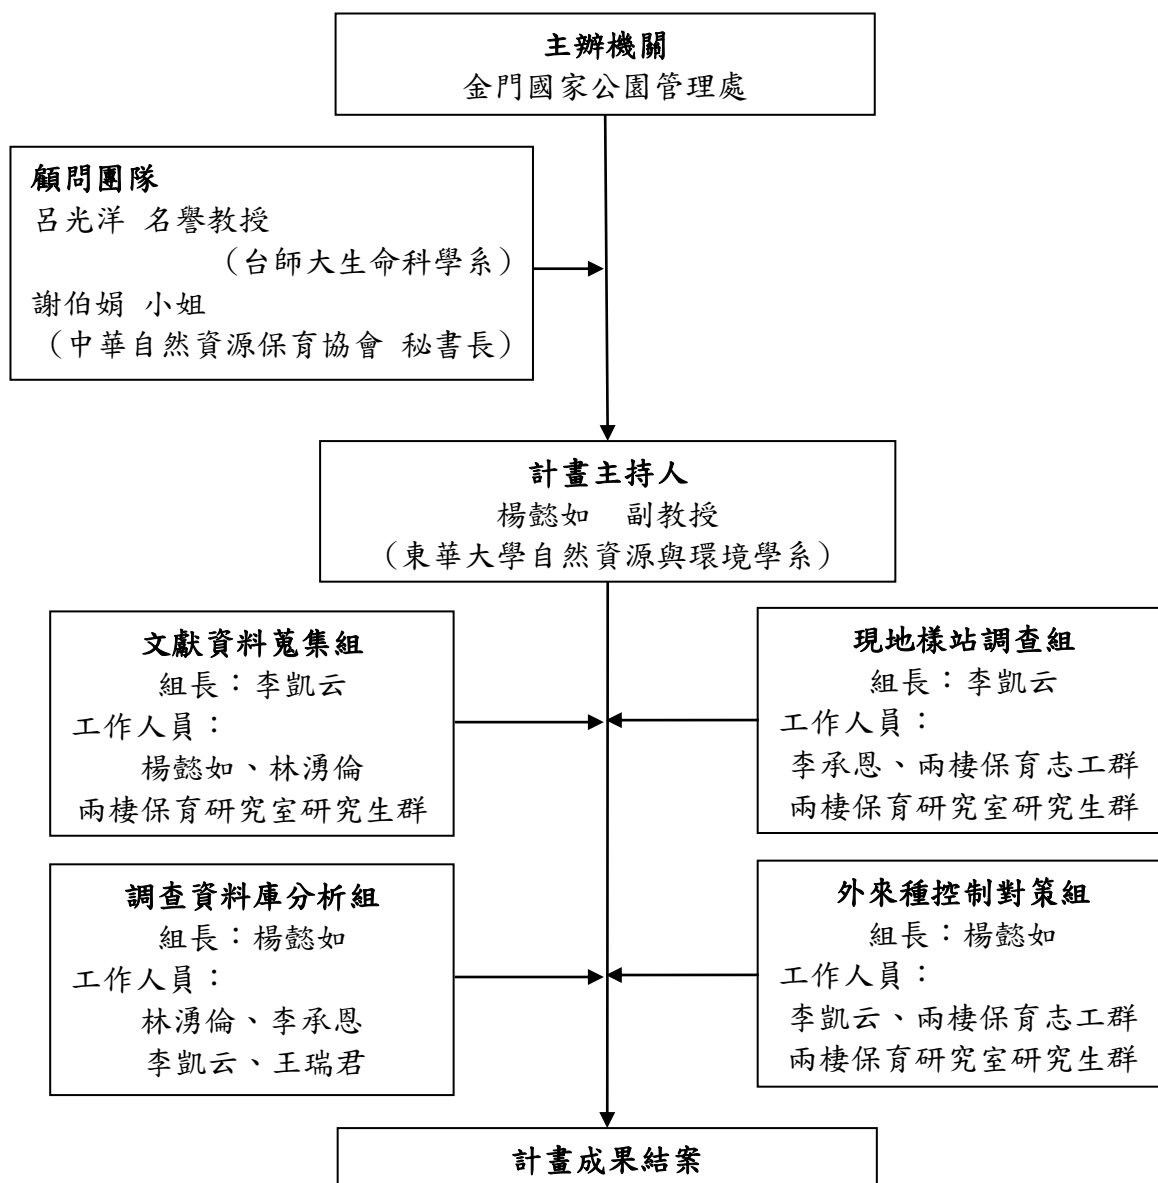 主辦機關
金門國家公園管理處
顧問團隊
呂光洋 名譽教授
(台師大生命科學系)
謝伯娟 小姐
(中華自然資源保育協會 秘書長)
計畫主持人
楊懿如 副教授
(東華大學自然資源與環境學系)
文獻資料蒐集組
組長：李凱云
工作人員：
楊懿如、林湧倫
兩棲保育研究室研究生群
現地樣站調查組
組長：李凱云
工作人員：
李承恩、兩棲保育志工群
兩棲保育研究室研究生群
調查資料庫分析組
組長：楊懿如
工作人員：
林湧倫、李承恩
李凱云、王瑞君
外來種控制對策組
組長：楊懿如
工作人員：
李凱云、兩棲保育志工群
兩棲保育研究室研究生群
計畫成果結案